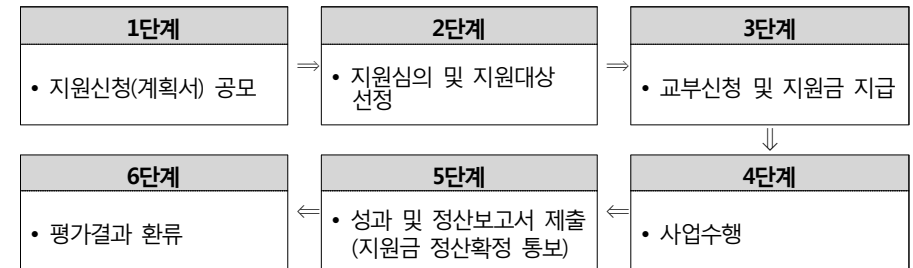 1단계
• 지원신청(계획서) 공모
⇒
2단계
• 지원심의 및 지원대상
선정
⇒
3단계
• 교부신청 및 지원금 지급
⇓
4단계
• 사업수행
⇐
5단계
• 성과 및 정산보고서 제출
(지원금 정산확정 통보)
⇐
6단계
• 평가결과 환류